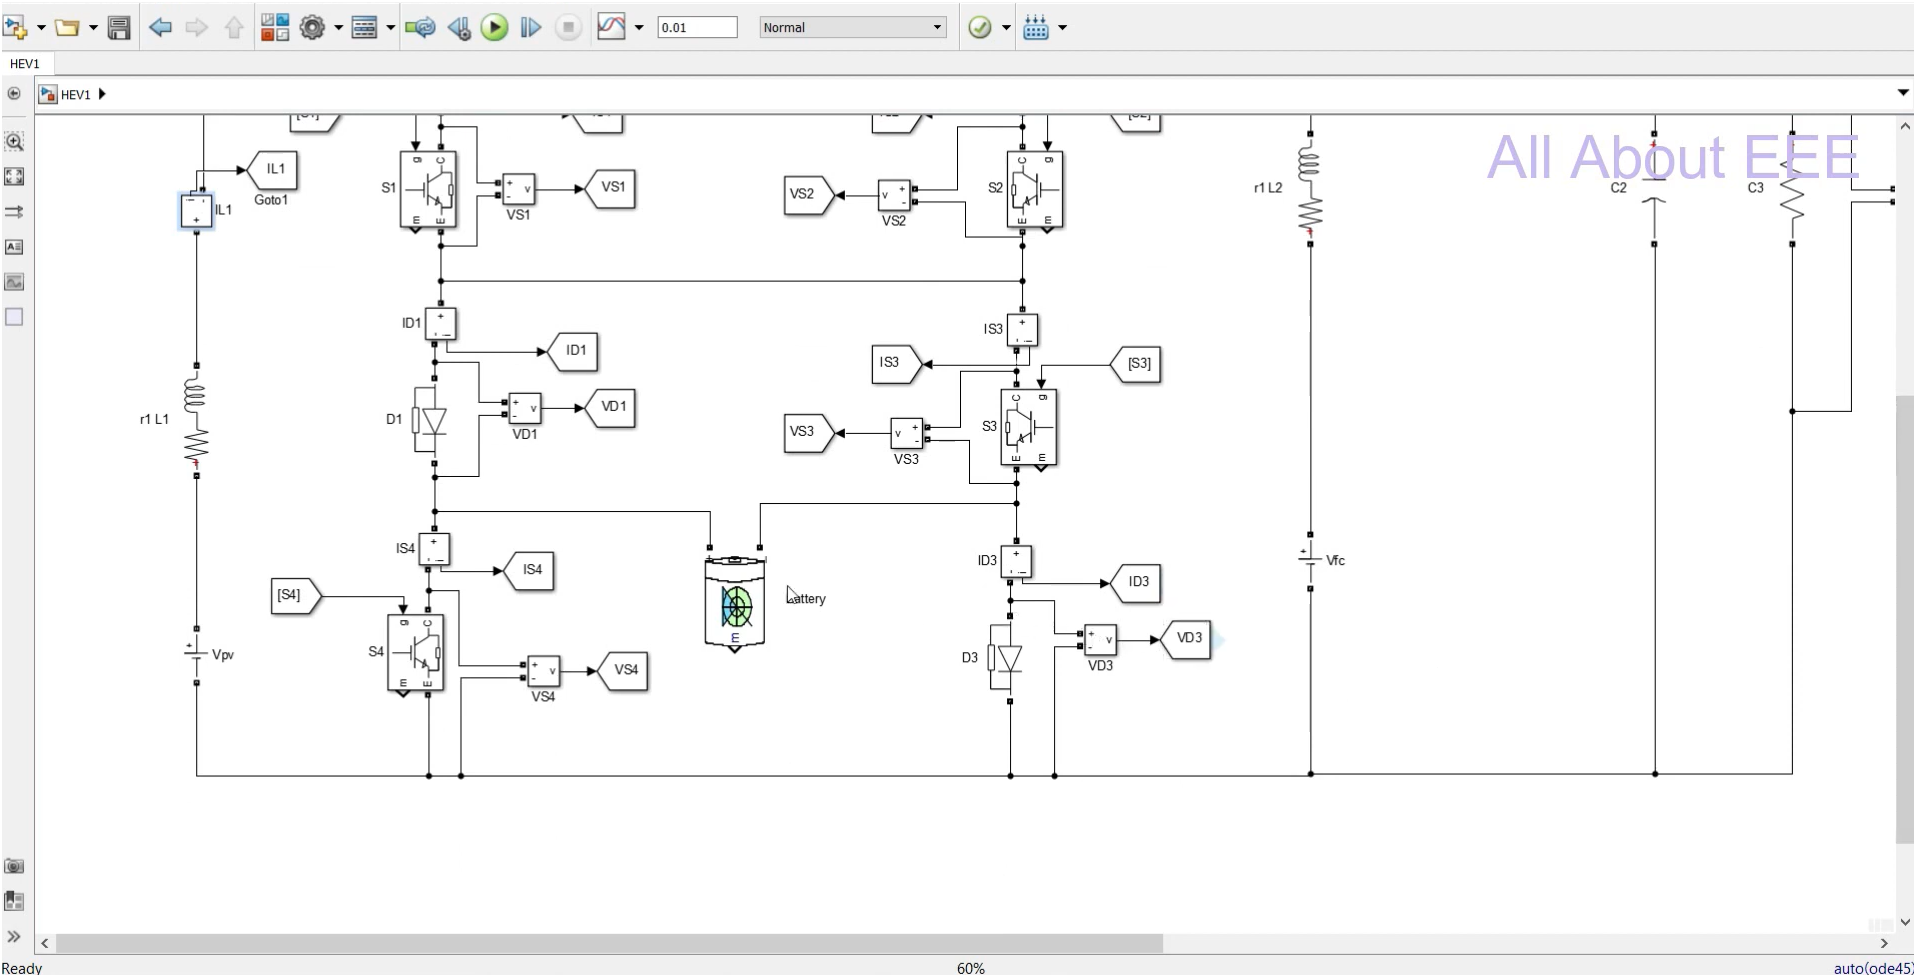 0.01
Normal
HEV1
HEV1
All About EEE
IL1
Goto1
IL1
S1
g
C
m
E
+
-
v
VS1
VS1
VS2
v
+
-
VS2
S2
C
g
E
m
r1 L2
C2
C3
ID1
ID1
IS3
IS3
[S3]
r1 L1
D1
+
-
v
VD1
VD1
VS3
v
+
-
VS3
S3
C
g
E
m
IS4
IS4
[S4]
S4
g
C
m
E
+
-
v
VS4
VS4
m
ID3
ID3
D3
+
-
v
VD3
VD3
Vpv
Vfc
Ready
60%
auto(ode45)